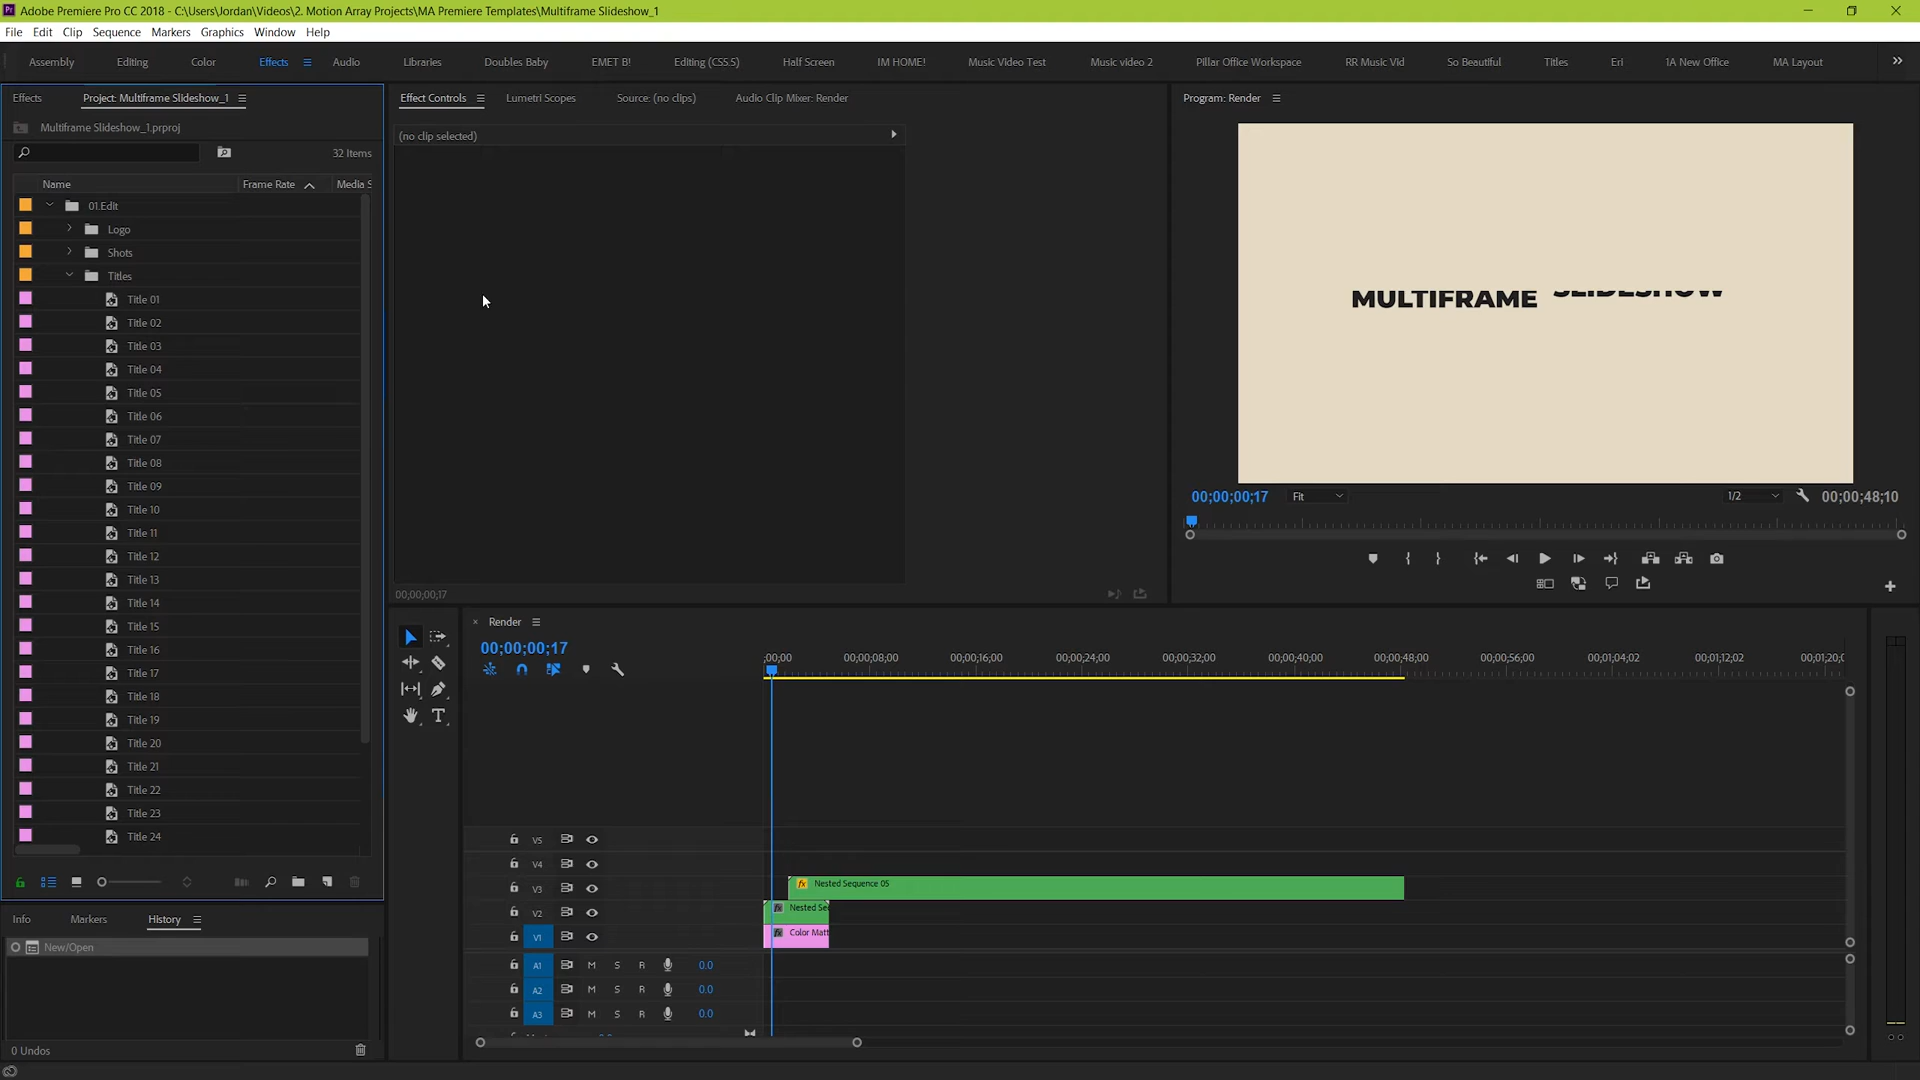 Adobe Premiere Pro CC 2018 - C:\Users\Jordan\Videos\2. Motion Array Projects\MA Premiere Templates\Multiframe Slideshow_1
File Edit Clip Sequence Markers Graphics Window Help
Assembly Editing Color Effects Audio Libraries Doubles Baby EMET B! Editing (CS5.5) Half Screen IM HOME! Music Video Test Music video 2 Pillar Office Workspace RR Music Vid So Beautiful Titles Eri 1A New Office MA Layout
Effects Project: Multiframe Slideshow_1 Effect Controls Lumetri Scopes Source: (no clips) Audio Clip Mixer: Render Program: Render
Multiframe Slideshow_1.prproj
(no clip selected)
32 Items
Name Frame Rate Media S
01.Edit
Logo
Shots
Titles
Title 01
Title 02
Title 03
Title 04
Title 05
Title 06
Title 07
Title 08
Title 09
Title 10
Title 11
Title 12
Title 13
Title 14
Title 15
Title 16
Title 17
Title 18
Title 19
Title 20
Title 21
Title 22
Title 23
Title 24
MULTIFRAME SLIDESHOW
00;00;00;17 Fit 1/2 00;00;48;10
00;00;00;17
Render
00;00;00;17
;00;00 00;00;08;00 00;00;16;00 00;00;24;00 00;00;32;00 00;00;40;00 00;00;48;00 00;00;56;00 00;01;04;02 00;01;12;02 00;01;20;0
V5
V4
V3 Nested Sequence 05
V2 Nested Se
V1 Color Matt
A1 M S R 0.0
A2 M S R 0.0
A3 M S R 0.0
Info Markers History
New/Open
0 Undos